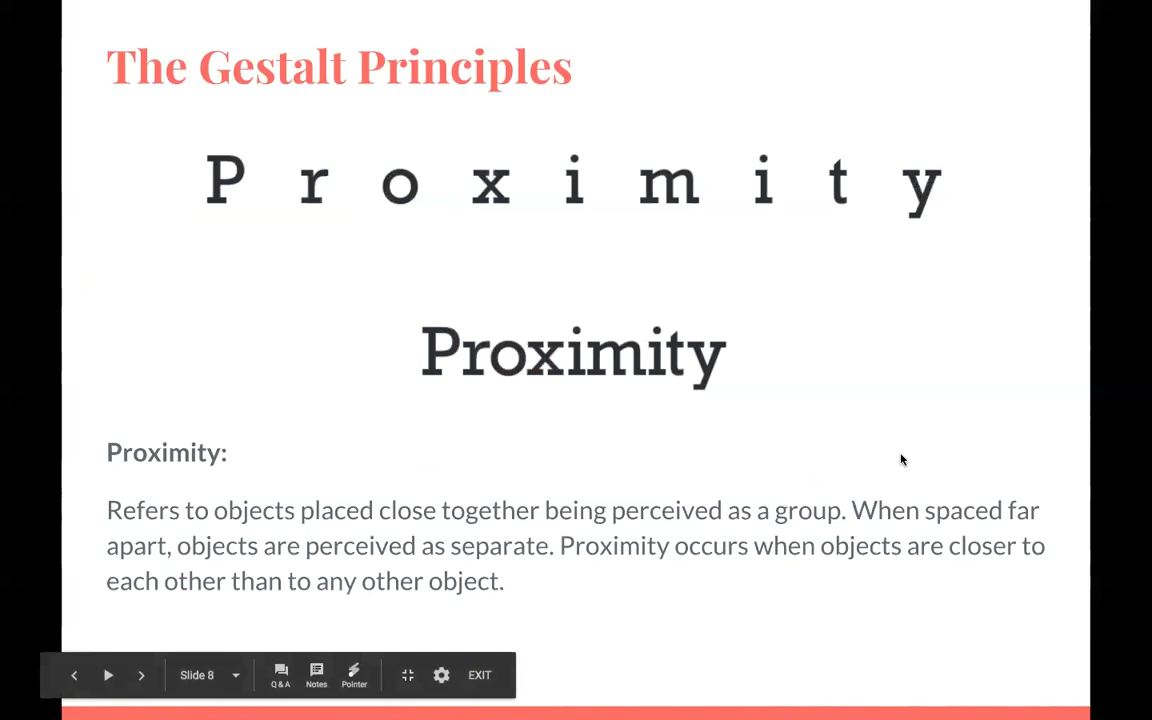 The Gestalt Principles
P r o x i m i t y
Proximity
Proximity:
Refers to objects placed close together being perceived as a group. When spaced far
apart, objects are perceived as separate. Proximity occurs when objects are closer to
each other than to any other object.
Slide 8
Q & A
Notes
Pointer
EXIT